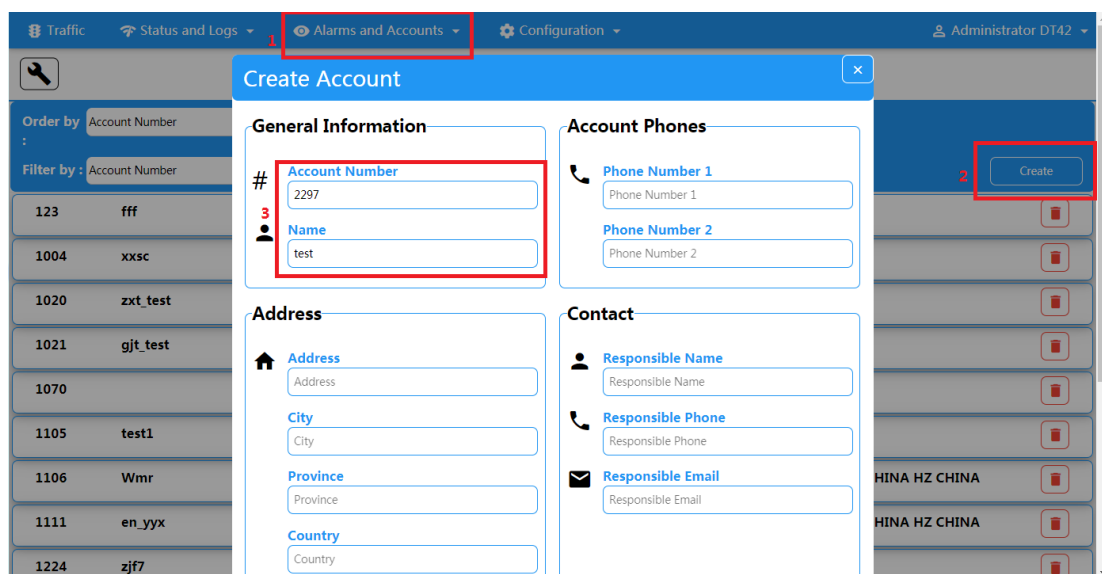 Traffic Status and Logs Alarms and Accounts Configuration Administrator DT42
1
Create Account ×
Order by : Account Number
Filter by : Account Number
2 Create
General Information
# Account Number
2297
3
Name
test
Account Phones
Phone Number 1
Phone Number 1
Phone Number 2
Phone Number 2
Address
Address
Address
City
City
Province
Province
Country
Country
Contact
Responsible Name
Responsible Name
Responsible Phone
Responsible Phone
Responsible Email
Responsible Email
123 fff
1004 xxsc
1020 zxt_test
1021 gjt_test
1070
1105 test1
1106 Wmr HINA HZ CHINA
1111 en_yyx HINA HZ CHINA
1224 zjf7